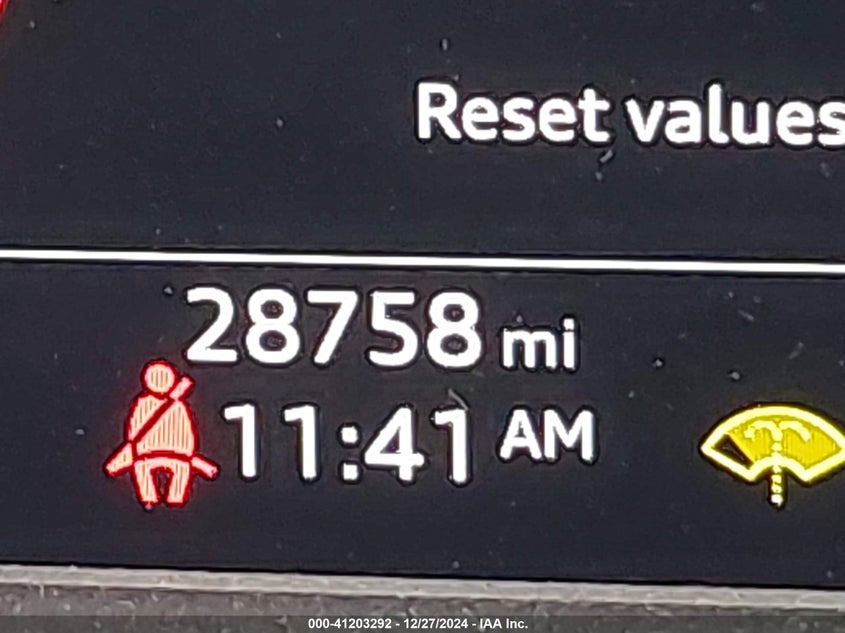 Reset values
28758 mi
11:41 AM
000-41203292 - 12/27/2024 - IAA Inc.